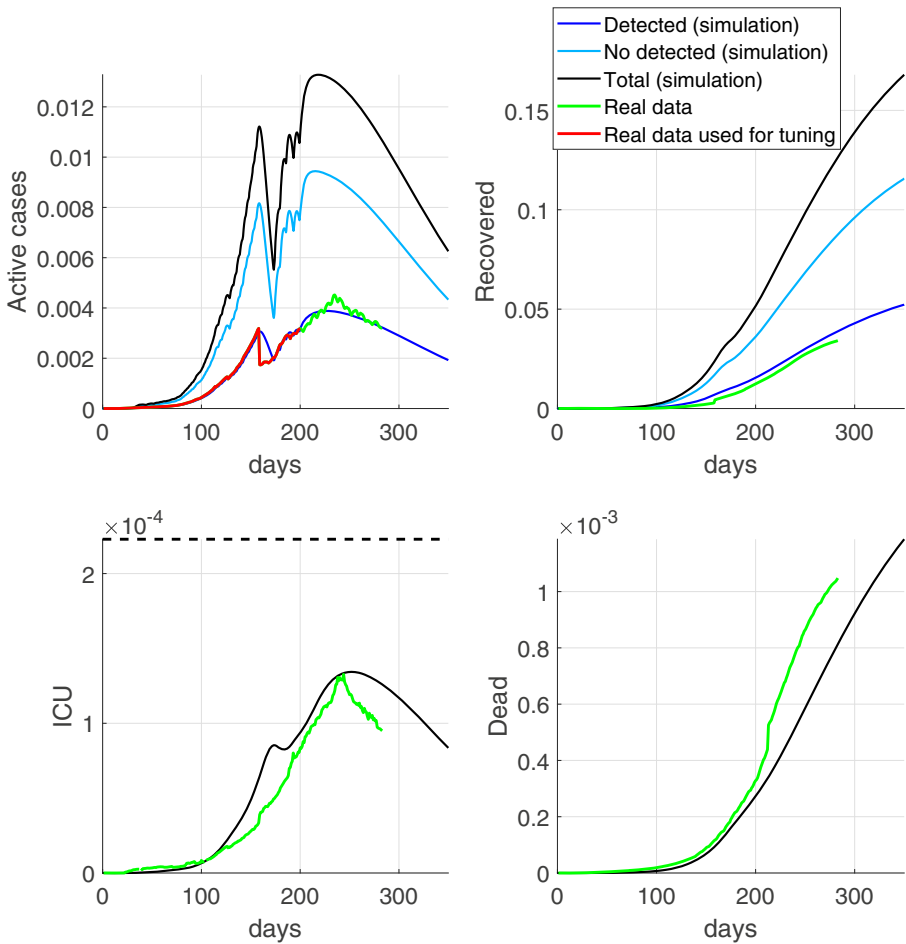 Detected (simulation)
No detected (simulation)
Total (simulation)
Real data
Real data used for tuning
0.012
0.01
0.008
0.006
0.004
0.002
0
Active cases
0 100 200 300
days
0.15
0.1
0.05
0
Recovered
0 100 200 300
days
×10-4
2
1
0
ICU
0 100 200 300
days
×10-3
1
0.8
0.6
0.4
0.2
0
Dead
0 100 200 300
days